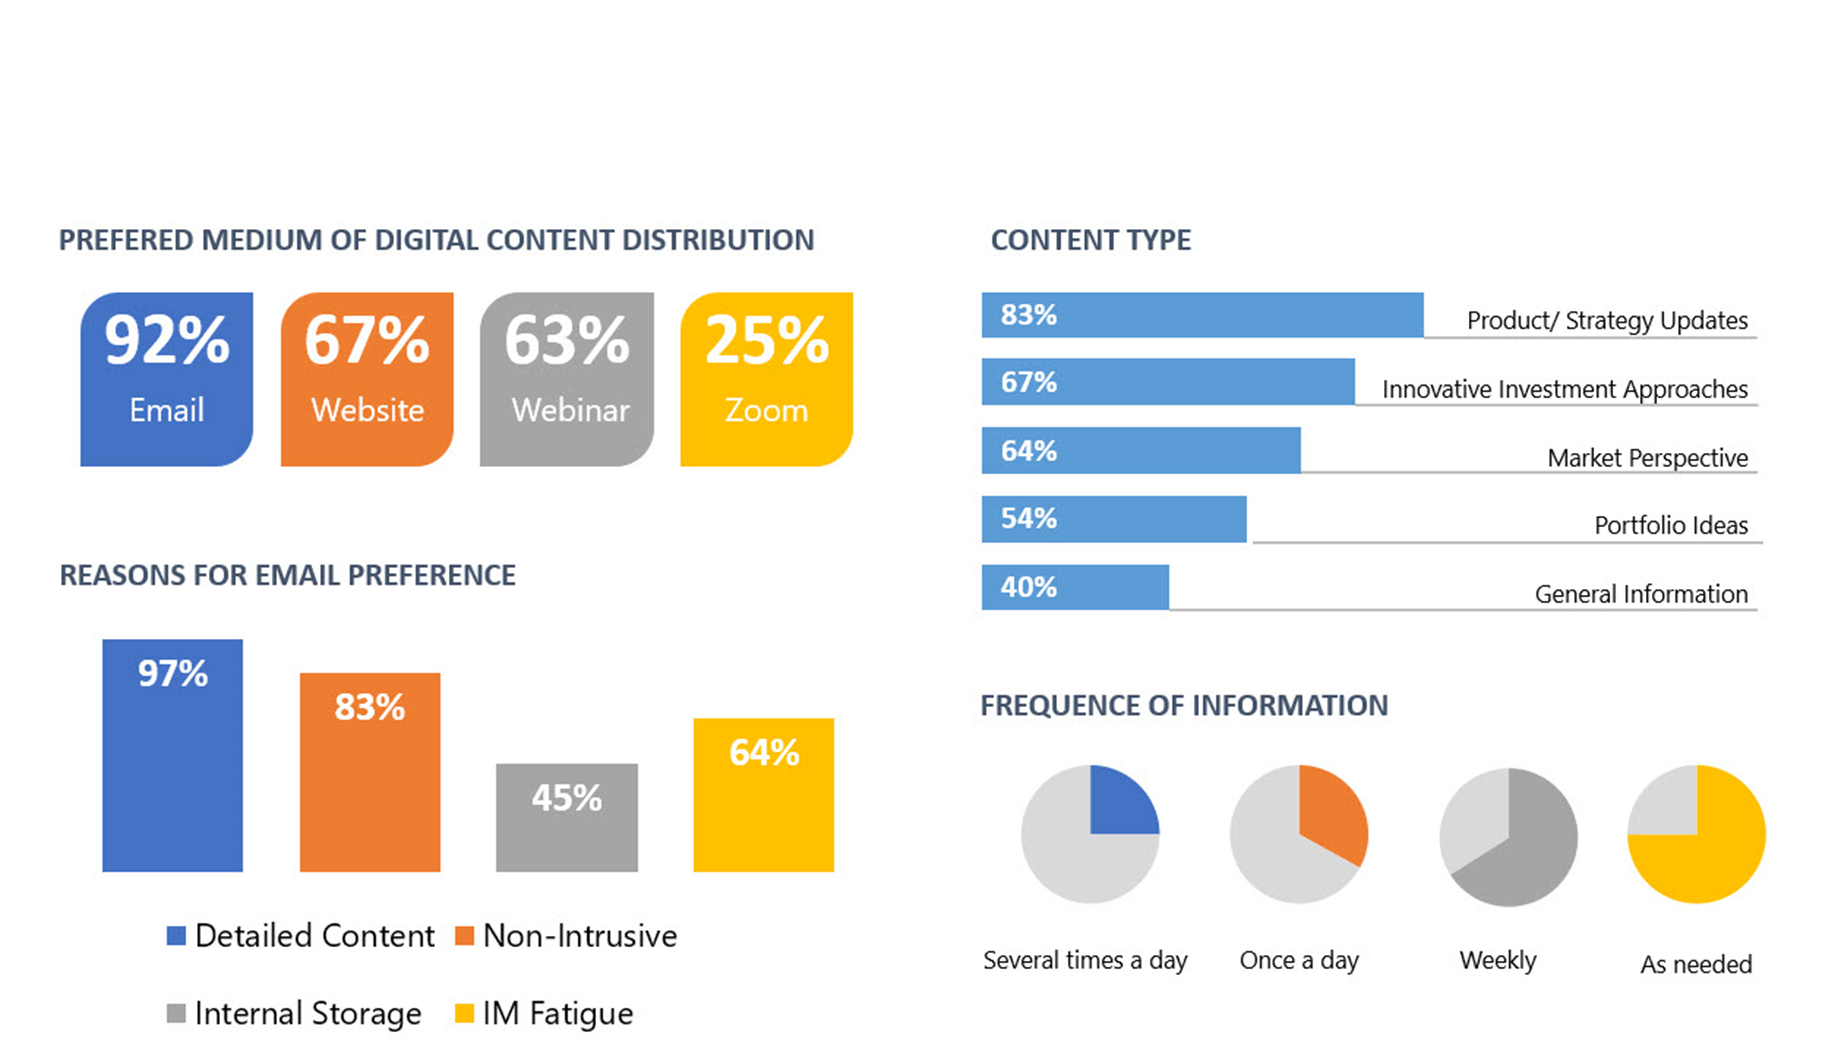 PREFERED MEDIUM OF DIGITAL CONTENT DISTRIBUTION
92%
Email
67%
Website
63%
Webinar
25%
Zoom
REASONS FOR EMAIL PREFERENCE
97%
83%
45%
64%
Detailed Content
Non-Intrusive
Internal Storage
IM Fatigue
CONTENT TYPE
83%
Product/ Strategy Updates
67%
Innovative Investment Approaches
64%
Market Perspective
54%
Portfolio Ideas
40%
General Information
FREQUENCE OF INFORMATION
Several times a day
Once a day
Weekly
As needed